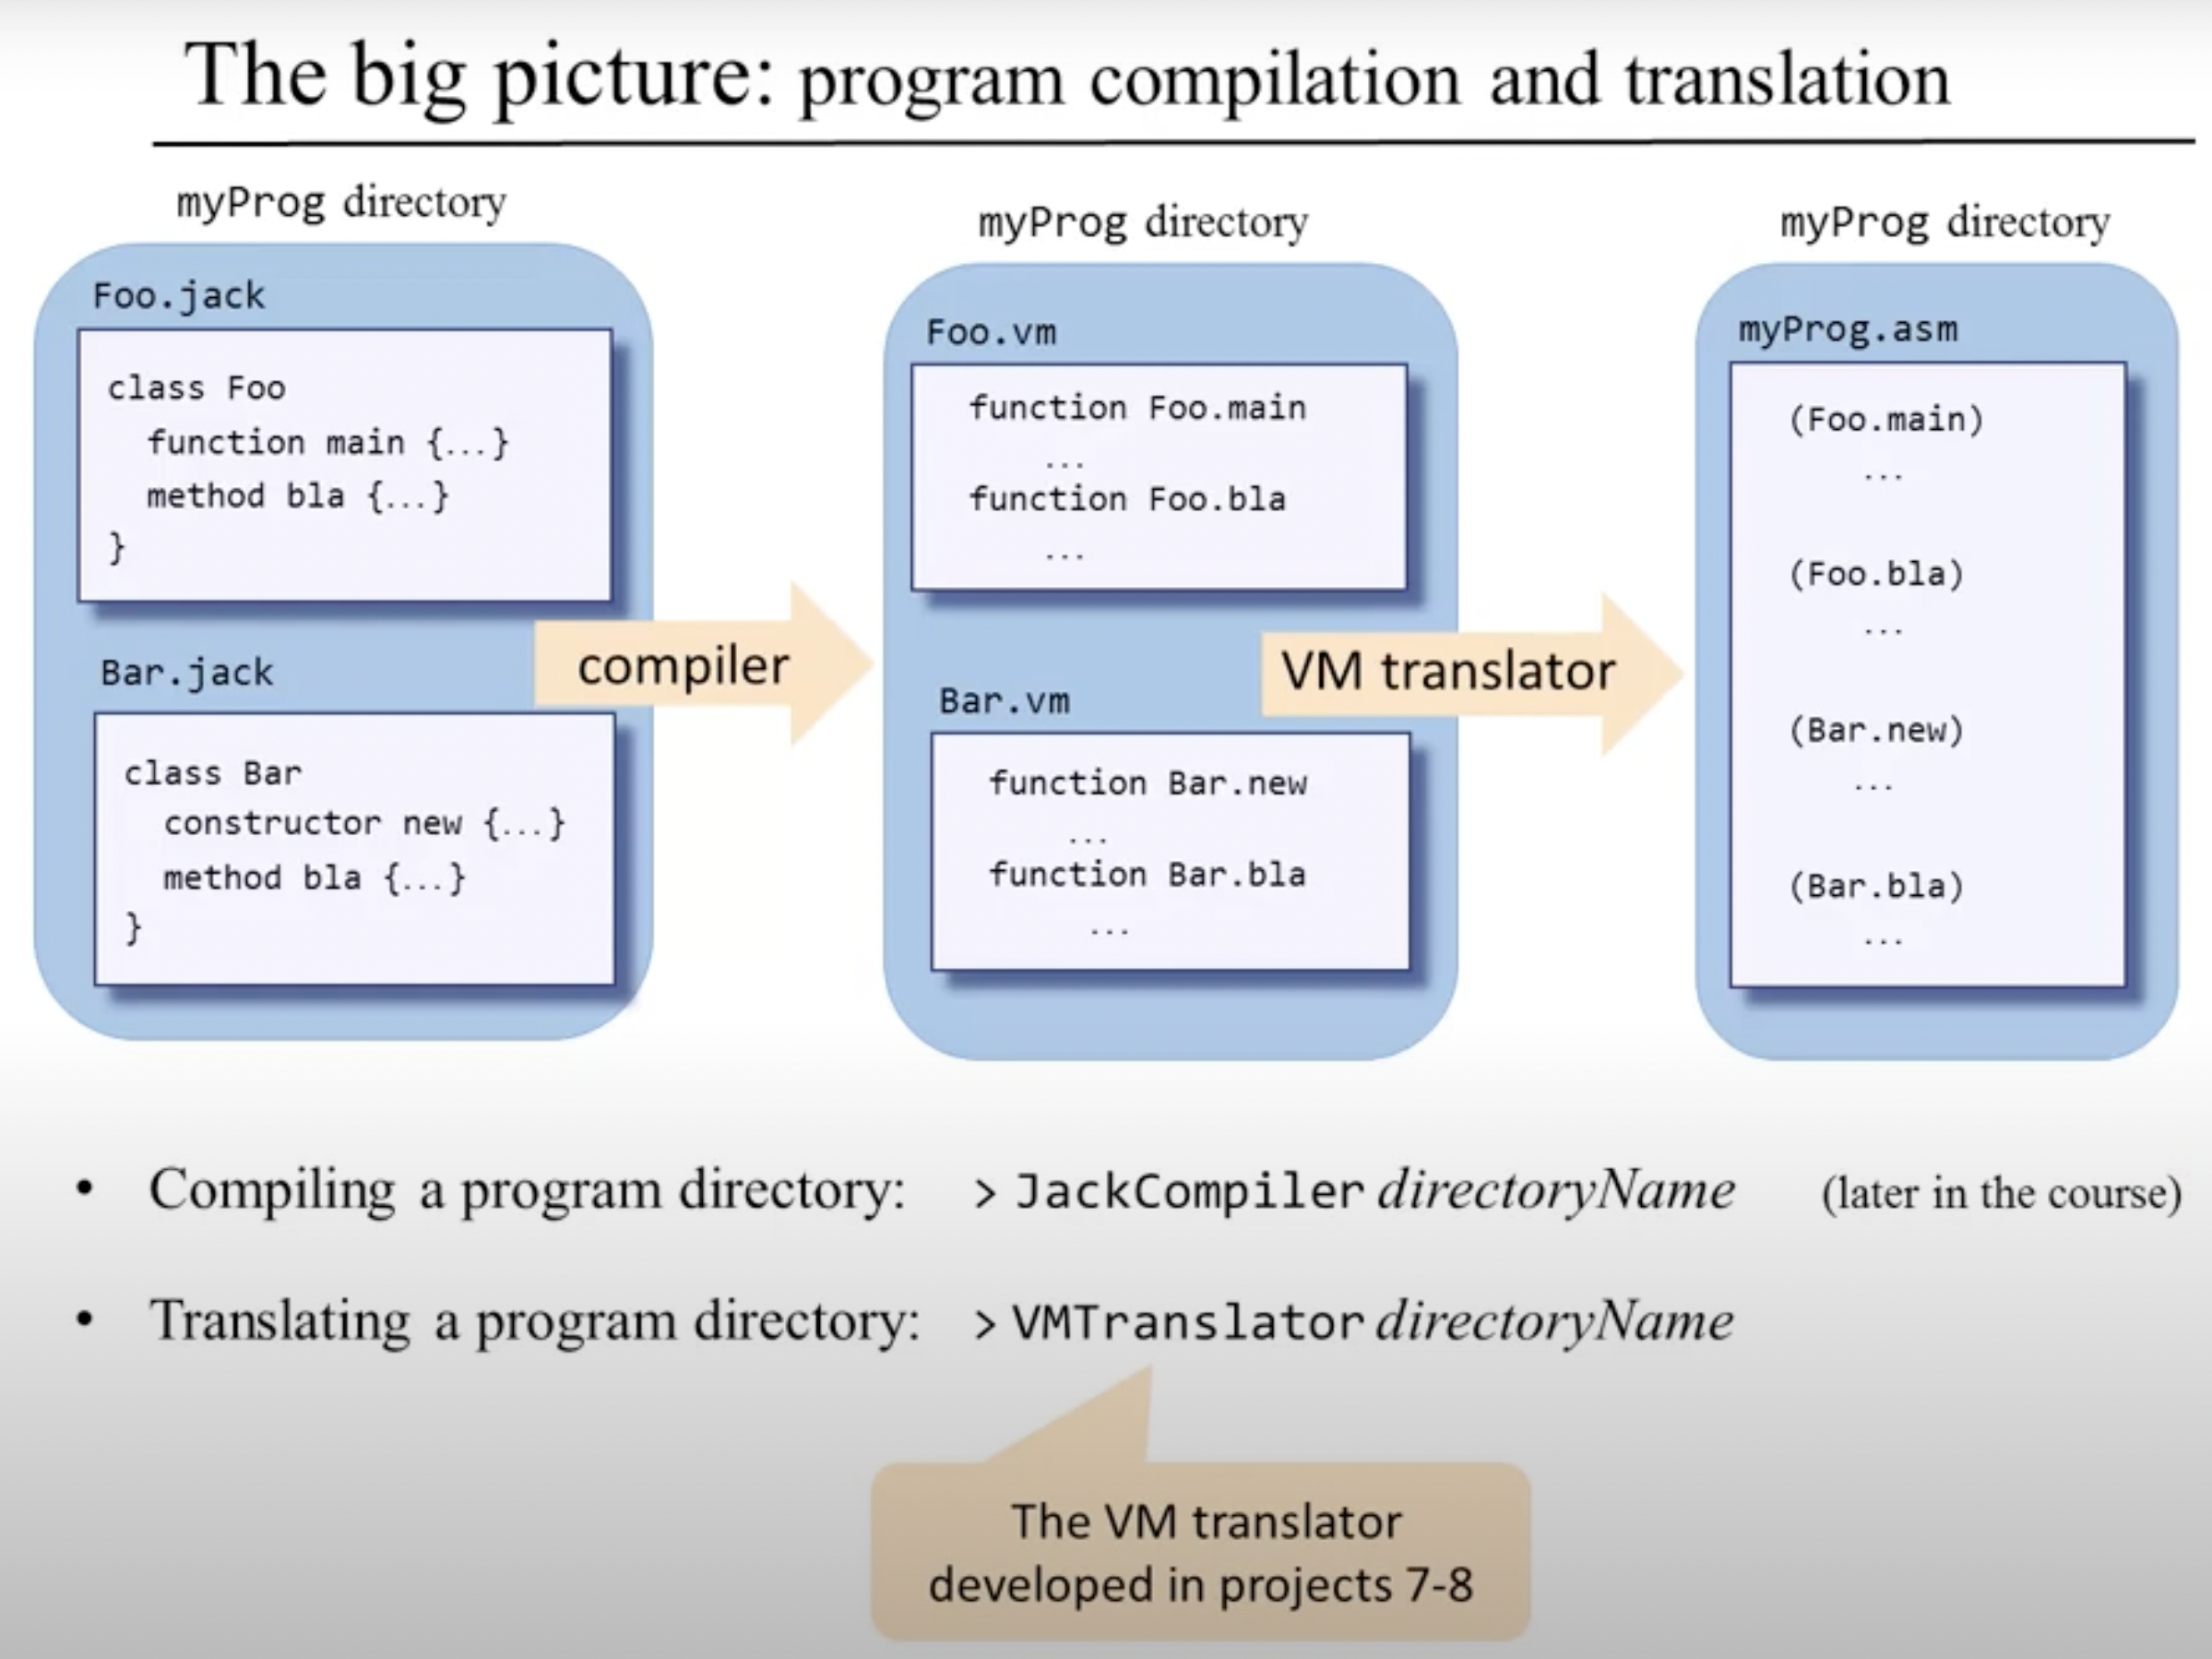 The big picture: program compilation and translation
myProg directory
Foo.jack
class Foo
function main {...}
method bla {...}
}
Bar.jack
class Bar
constructor new {...}
method bla {...}
}
compiler
myProg directory
Foo.vm
function Foo.main
...
function Foo.bla
...
Bar.vm
function Bar.new
...
function Bar.bla
...
VM translator
myProg directory
myProg.asm
(Foo.main)
...
(Foo.bla)
...
(Bar.new)
...
(Bar.bla)
...
• Compiling a program directory: > JackCompiler directoryName (later in the course)
• Translating a program directory: > VMTranslator directoryName
The VM translator
developed in projects 7-8